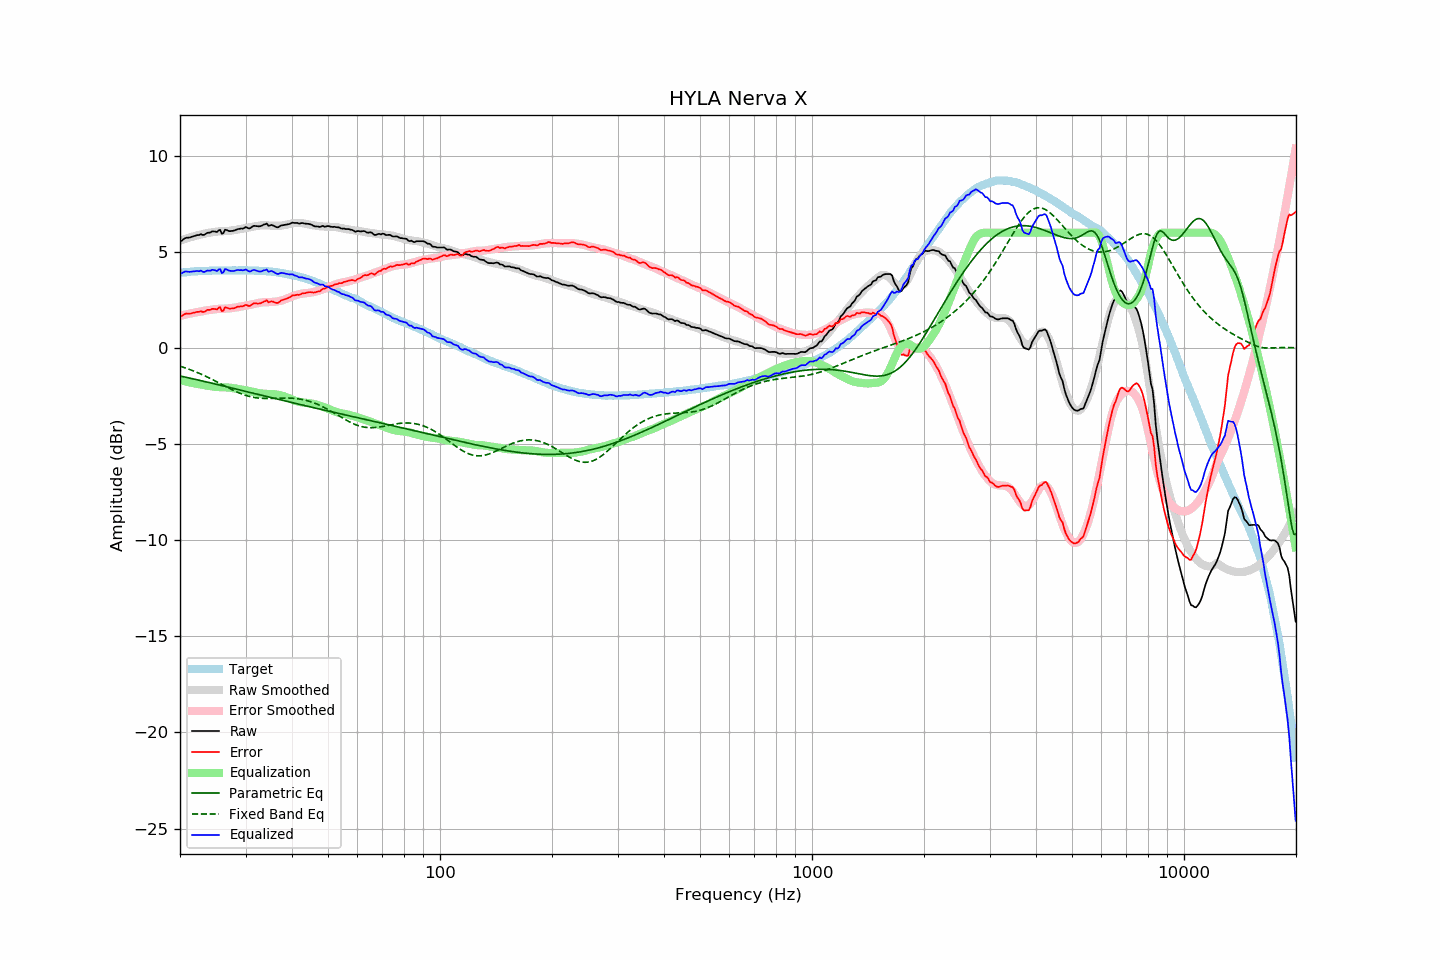 HYLA Nerva X
10
5
0
−5
−10
−15
−20
−25
Amplitude (dBr)
Target
Raw Smoothed
Error Smoothed
Raw
Error
Equalization
Parametric Eq
Fixed Band Eq
Equalized
100
1000
10000
Frequency (Hz)